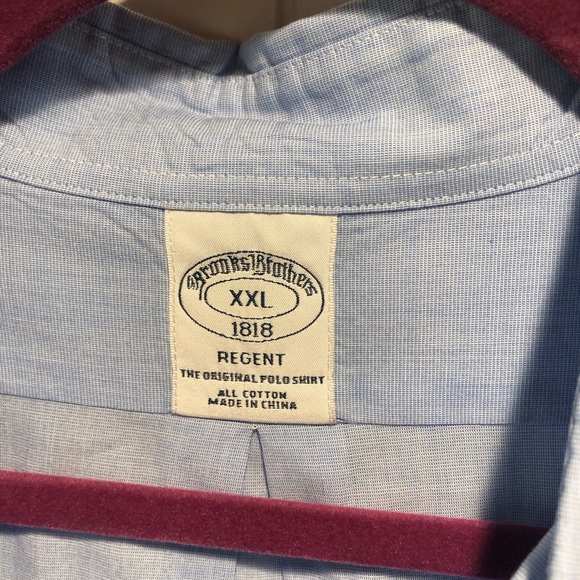 Brooks Brothers
XXL
1818
REGENT
THE ORIGINAL POLO SHIRT
ALL COTTON
MADE IN CHINA